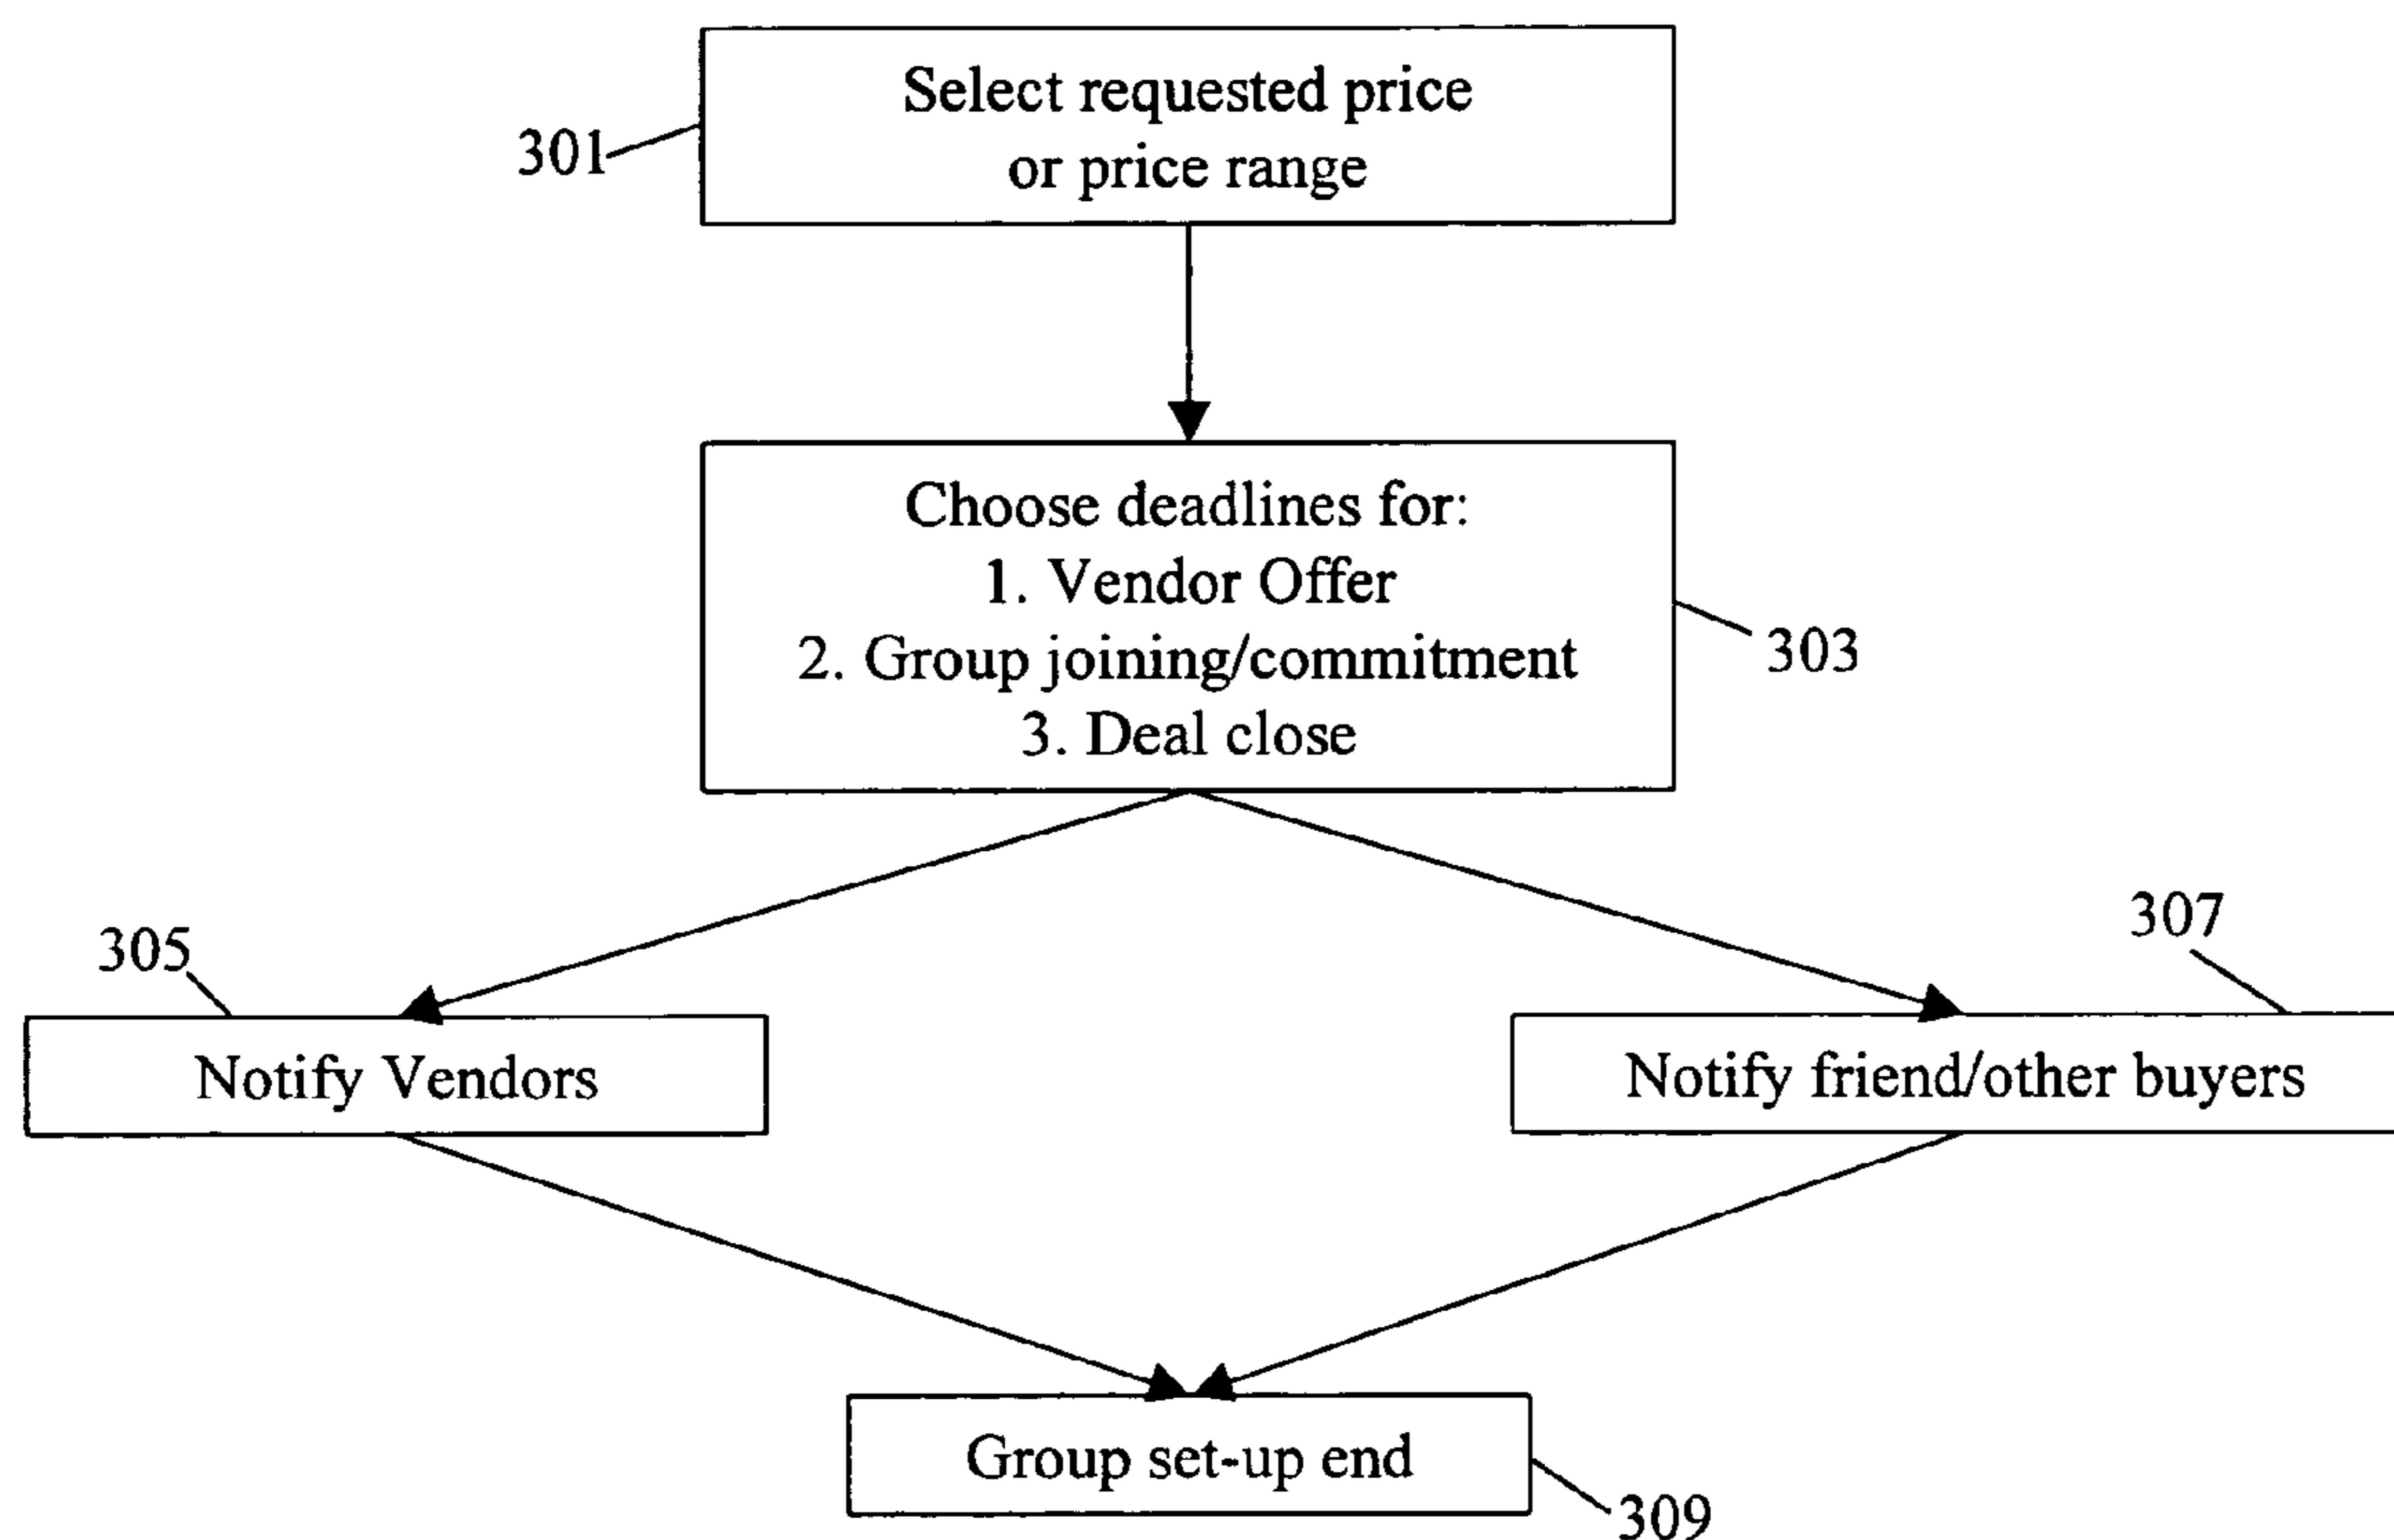 Select requested price
or price range
301
Choose deadlines for:
1. Vendor Offer
2. Group joining/commitment
3. Deal close
303
305
307
Notify Vendors
Notify friend/other buyers
Group set-up end
309